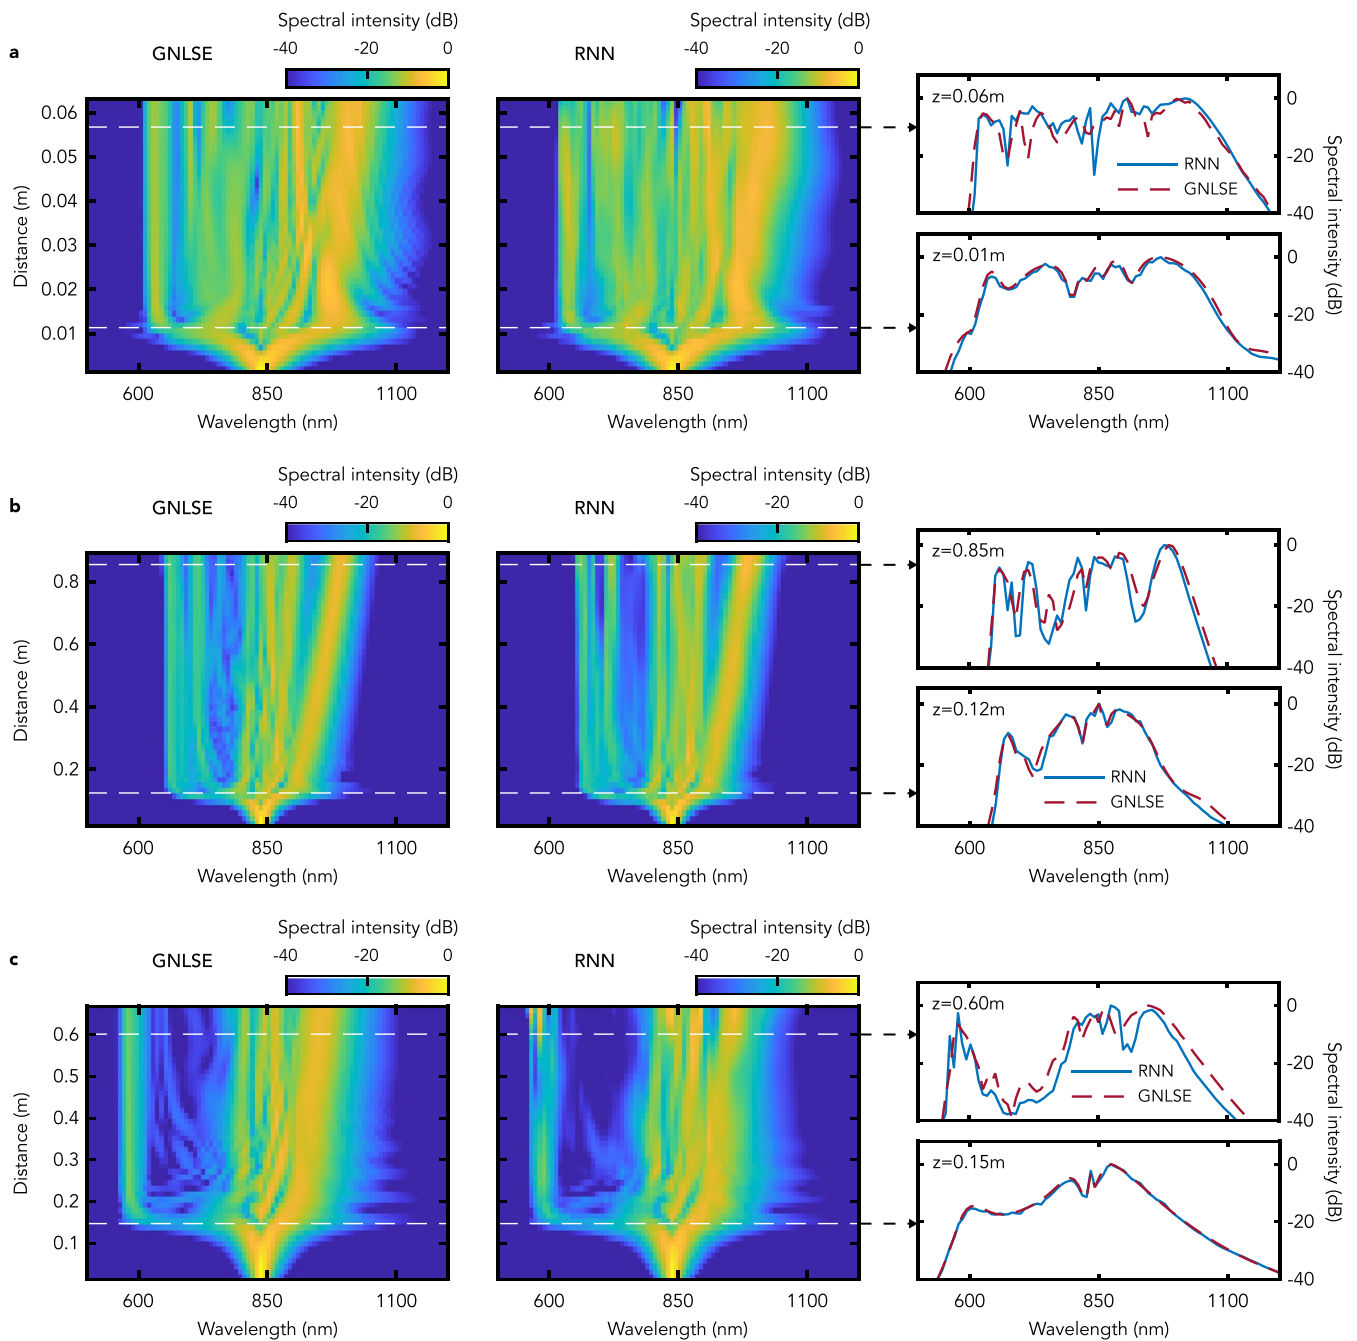 a
Spectral intensity (dB)
GNLSE
-40 -20 0
Spectral intensity (dB)
RNN
-40 -20 0
Distance (m)
0.06
0.05
0.04
0.03
0.02
0.01
600 850 1100
Wavelength (nm)
600 850 1100
Wavelength (nm)
z=0.06m
RNN
GNLSE
0
-20
-40
z=0.01m
0
-20
-40
Spectral intensity (dB)
600 850 1100
Wavelength (nm)
b
Spectral intensity (dB)
GNLSE
-40 -20 0
Spectral intensity (dB)
RNN
-40 -20 0
Distance (m)
0.8
0.6
0.4
0.2
600 850 1100
Wavelength (nm)
600 850 1100
Wavelength (nm)
z=0.85m
0
-20
-40
z=0.12m
RNN
GNLSE
0
-20
-40
Spectral intensity (dB)
600 850 1100
Wavelength (nm)
c
Spectral intensity (dB)
GNLSE
-40 -20 0
Spectral intensity (dB)
RNN
-40 -20 0
Distance (m)
0.6
0.5
0.4
0.3
0.2
0.1
600 850 1100
Wavelength (nm)
600 850 1100
Wavelength (nm)
z=0.60m
RNN
GNLSE
0
-20
-40
z=0.15m
0
-20
-40
Spectral intensity (dB)
600 850 1100
Wavelength (nm)